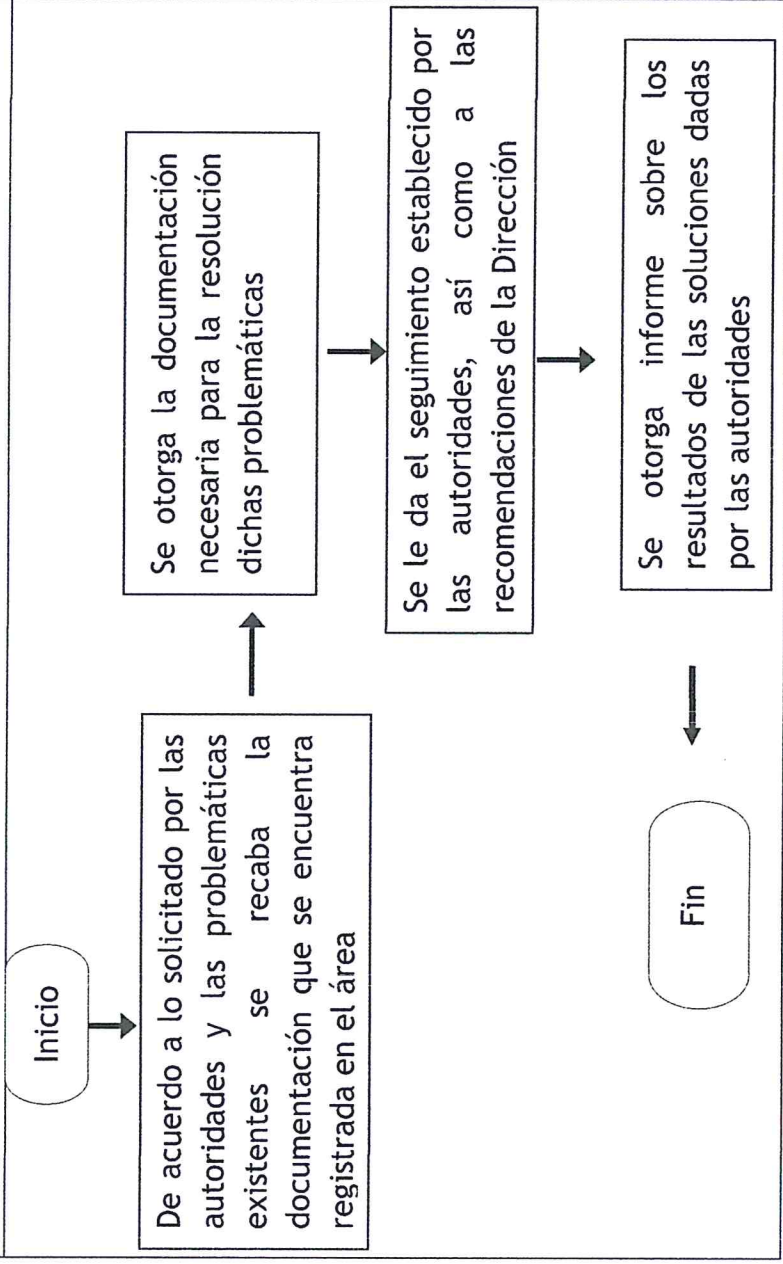 Inicio
De acuerdo a lo solicitado por las
autoridades y las problemáticas
existentes se recaba la
documentación que se encuentra
registrada en el área
Se otorga la documentación
necesaria para la resolución
dichas problemáticas
Se le da el seguimiento establecido por
las autoridades, así como a las
recomendaciones de la Dirección
Se otorga informe sobre los
resultados de las soluciones dadas
por las autoridades
Fin